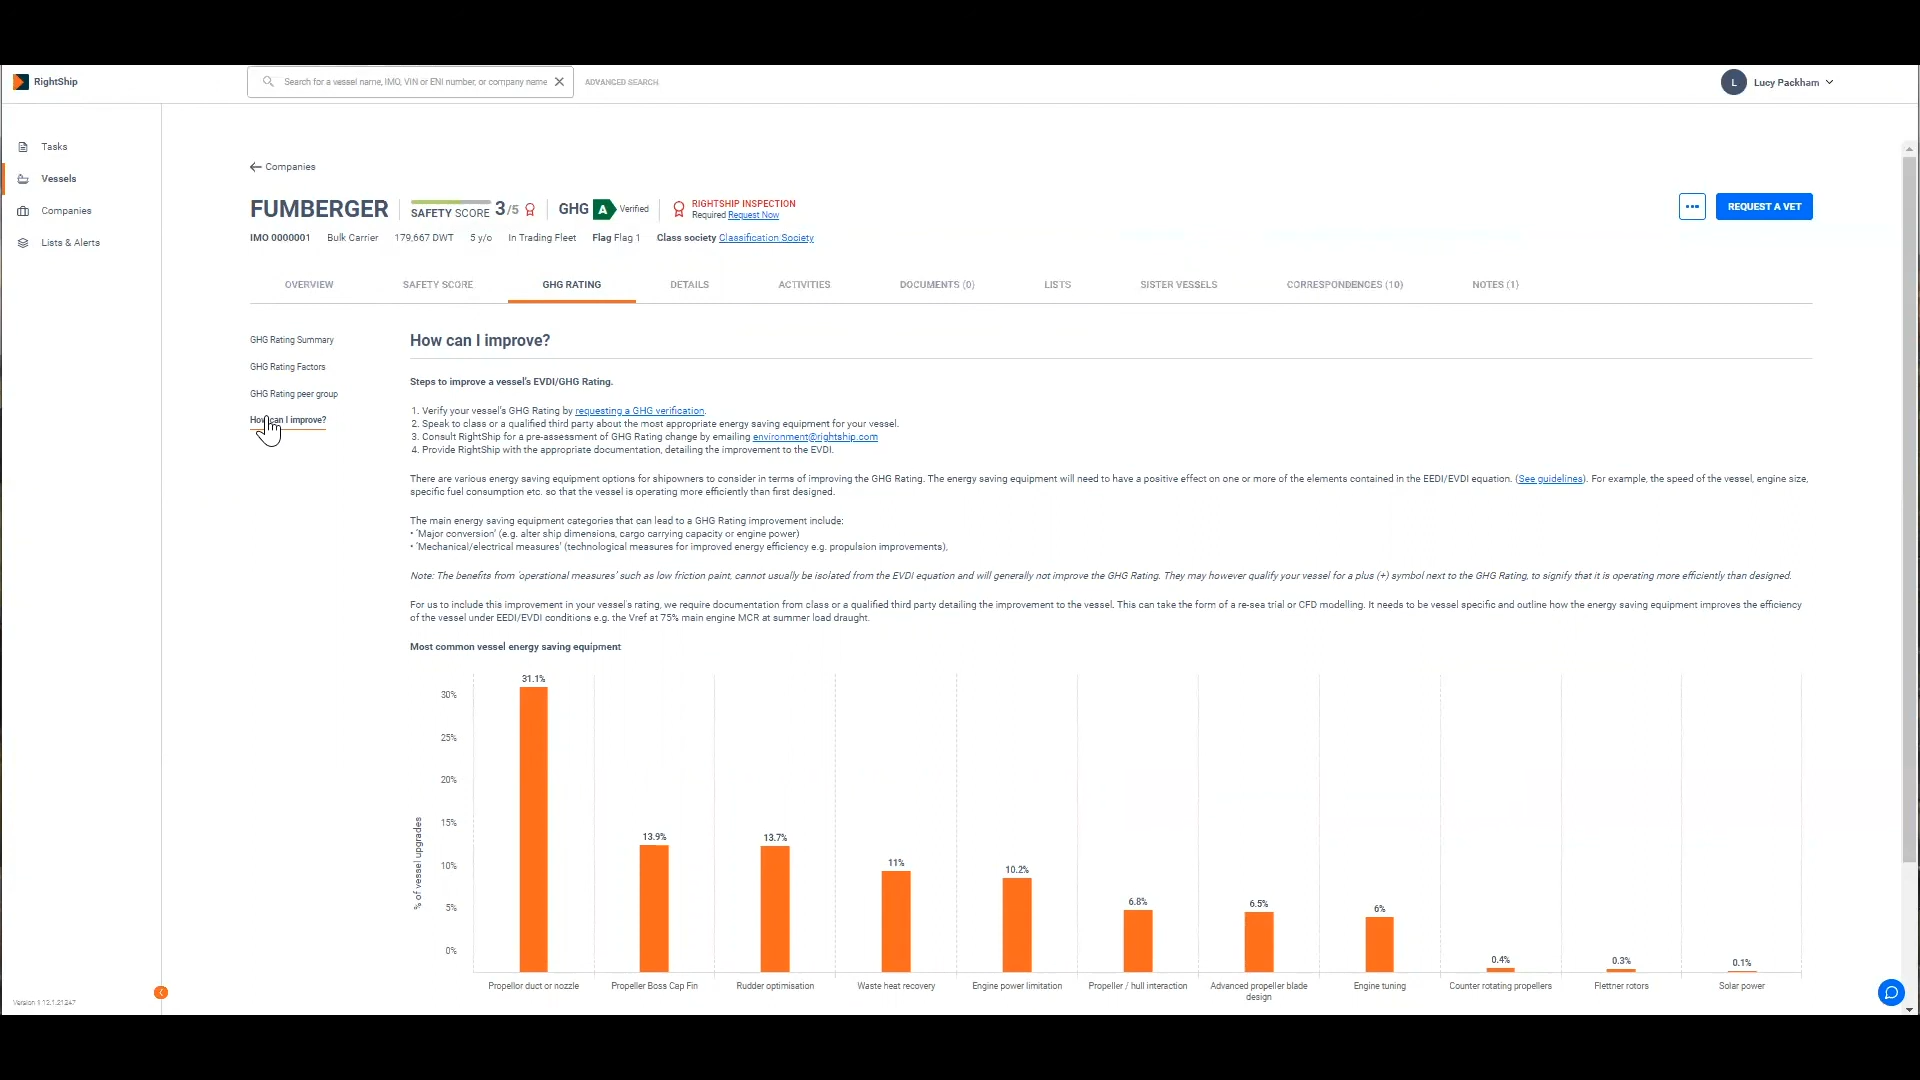 RightShip
Search for a vessel name, IMO, VIN or ENI number, or company name
ADVANCED SEARCH
L
Lucy Packham
Tasks
Vessels
Companies
Lists & Alerts
Companies
FUMBERGER
SAFETY SCORE 3/5
GHG A Verified
RIGHTSHIP INSPECTION
Required Request Now
REQUEST A VET
IMO 0000001 Bulk Carrier 179,667 DWT 5 y/o In Trading Fleet Flag Flag 1 Class society Classification Society
OVERVIEW SAFETY SCORE GHG RATING DETAILS ACTIVITIES DOCUMENTS (0) LISTS SISTER VESSELS CORRESPONDENCES (10) NOTES (1)
GHG Rating Summary
GHG Rating Factors
GHG Rating peer group
How can I improve?
How can I improve?
Steps to improve a vessel's EVDI/GHG Rating.
1. Verify your vessel's GHG Rating by requesting a GHG verification.
2. Speak to class or a qualified third party about the most appropriate energy saving equipment for your vessel.
3. Consult RightShip for a pre-assessment of GHG Rating change by emailing environment@rightship.com
4. Provide RightShip with the appropriate documentation, detailing the improvement to the EVDI.
There are various energy saving equipment options for shipowners to consider in terms of improving the GHG Rating. The energy saving equipment will need to have a positive effect on one or more of the elements contained in the EEDI/EVDI equation. (See guidelines). For example, the speed of the vessel, engine size,
specific fuel consumption etc. so that the vessel is operating more efficiently than first designed.
The main energy saving equipment categories that can lead to a GHG Rating improvement include:
• 'Major conversion' (e.g. alter ship dimensions, cargo carrying capacity or engine power)
• 'Mechanical/electrical measures' (technological measures for improved energy efficiency e.g. propulsion improvements),
Note: The benefits from 'operational measures' such as low friction paint, cannot usually be isolated from the EVDI equation and will generally not improve the GHG Rating. They may however qualify your vessel for a plus (+) symbol next to the GHG Rating, to signify that it is operating more efficiently than designed.
For us to include this improvement in your vessel's rating, we require documentation from class or a qualified third party detailing the improvement to the vessel. This can take the form of a re-sea trial or CFD modelling. It needs to be vessel specific and outline how the energy saving equipment improves the efficiency
of the vessel under EEDI/EVDI conditions e.g. the Vref at 75% main engine MCR at summer load draught.
Most common vessel energy saving equipment
% of vessel upgrades
30%
25%
20%
15%
10%
5%
0%
31.1%
13.9%
13.7%
11%
10.2%
6.8%
6.5%
6%
0.4%
0.3%
0.1%
Propellor duct or nozzle
Propeller Boss Cap Fin
Rudder optimisation
Waste heat recovery
Engine power limitation
Propeller / hull interaction
Advanced propeller blade
design
Engine tuning
Counter rotating propellers
Flettner rotors
Solar power
Version 1.12.1.21247